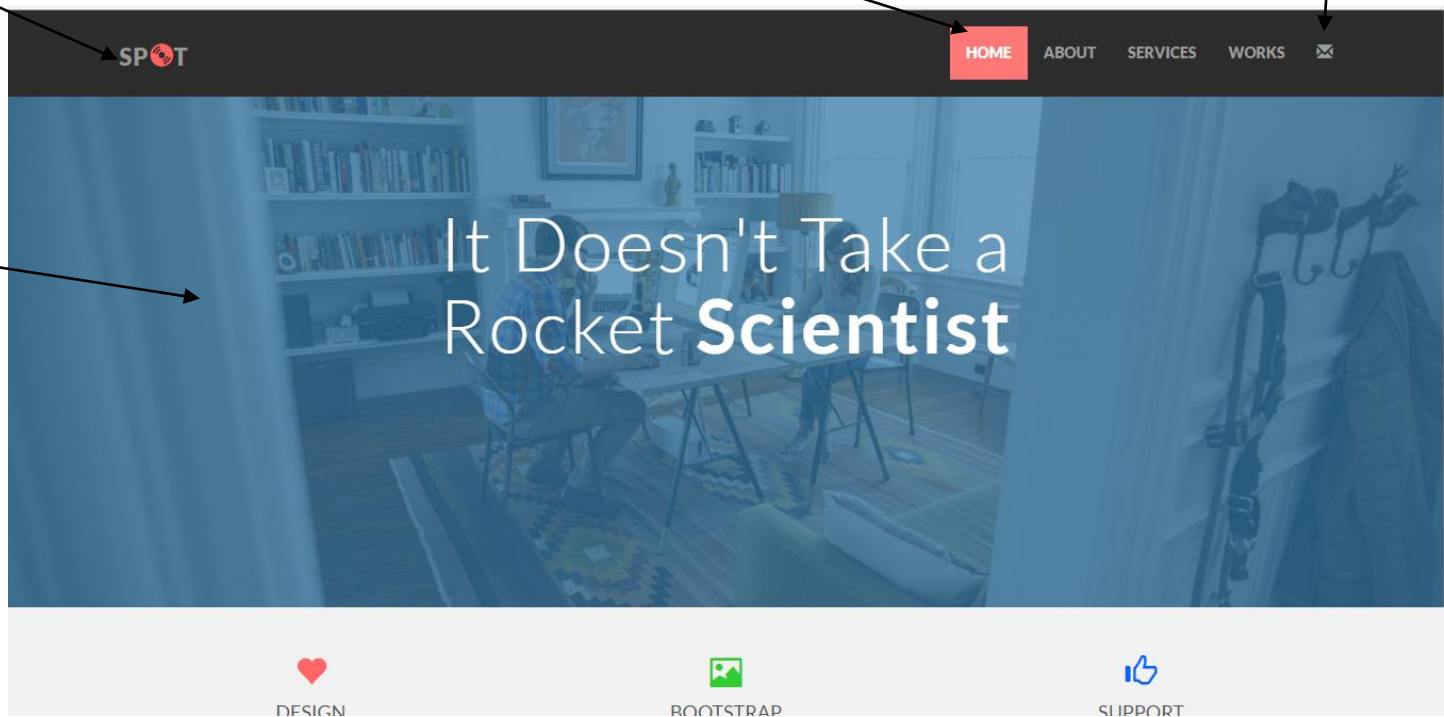 SPOT
HOME ABOUT SERVICES WORKS
It Doesn't Take a
Rocket Scientist
DESIGN BOOTSTRAP SUPPORT